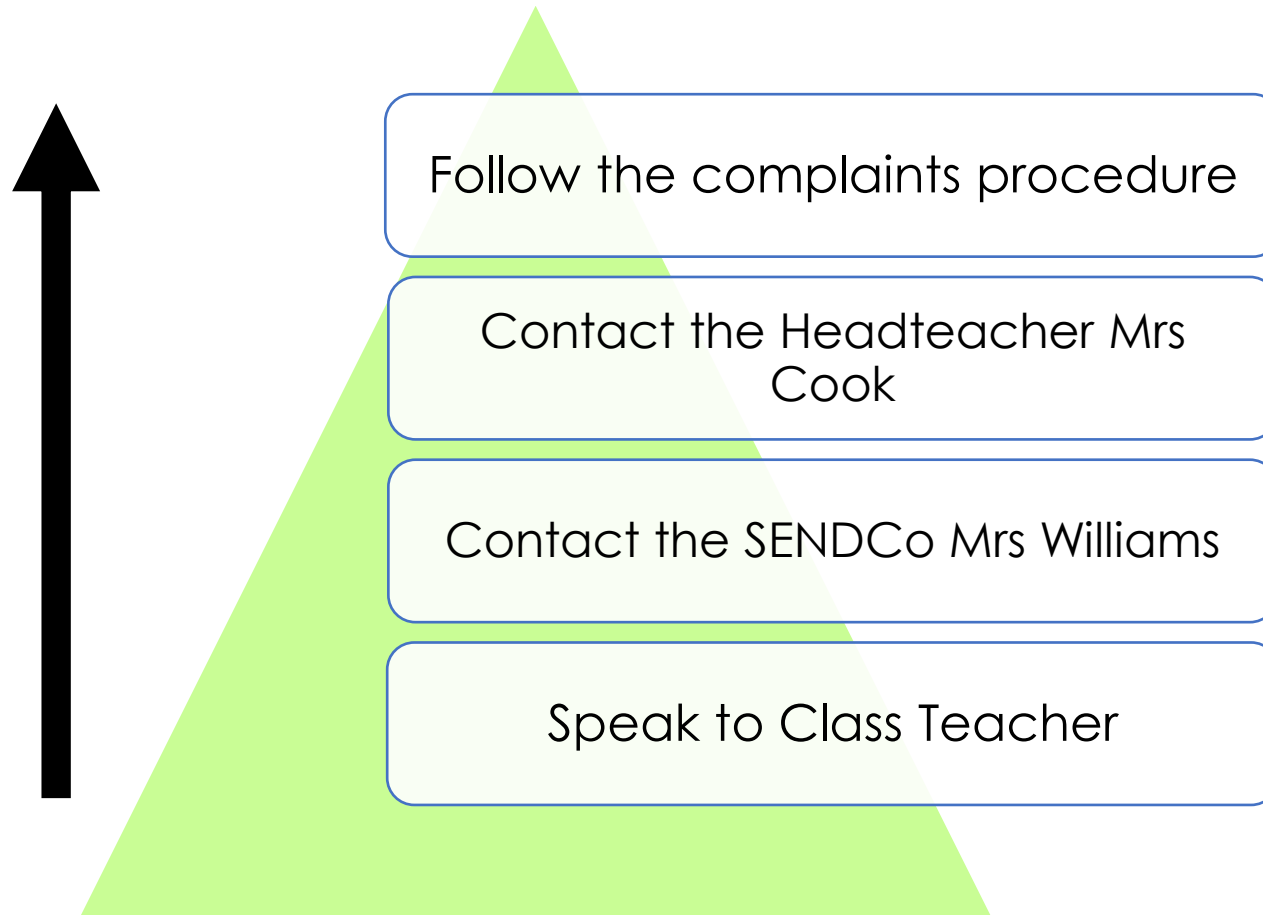 Follow the complaints procedure
Contact the Headteacher Mrs
Cook
Contact the SENDCo Mrs Williams
Speak to Class Teacher